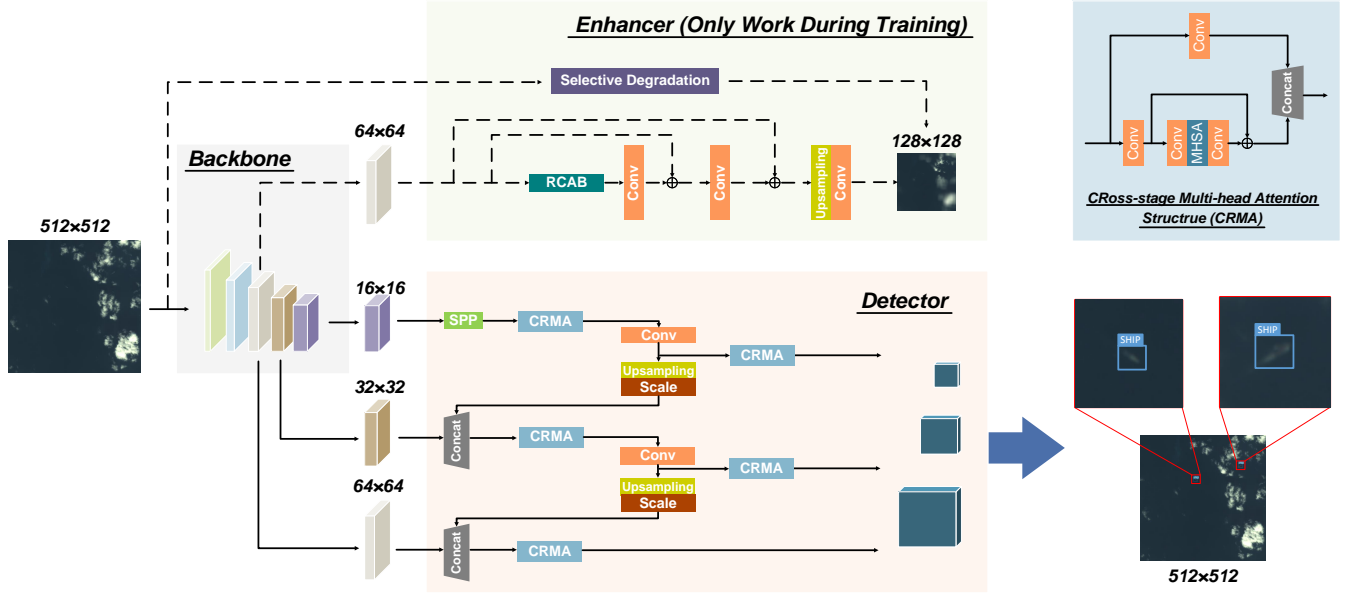 Enhancer (Only Work During Training)
Selective Degradation
64×64
128×128
Backbone
RCAB
Conv
Conv
Upsampling
Conv
512×512
Conv
Concat
Conv
Conv
MHSA
Conv
CRoss-stage Multi-head Attention
Structrue (CRMA)
16×16
Detector
SPP
CRMA
Conv
CRMA
Upsampling
Scale
32×32
Concat
CRMA
Conv
CRMA
Upsampling
Scale
64×64
Concat
CRMA
SHIP
SHIP
512×512